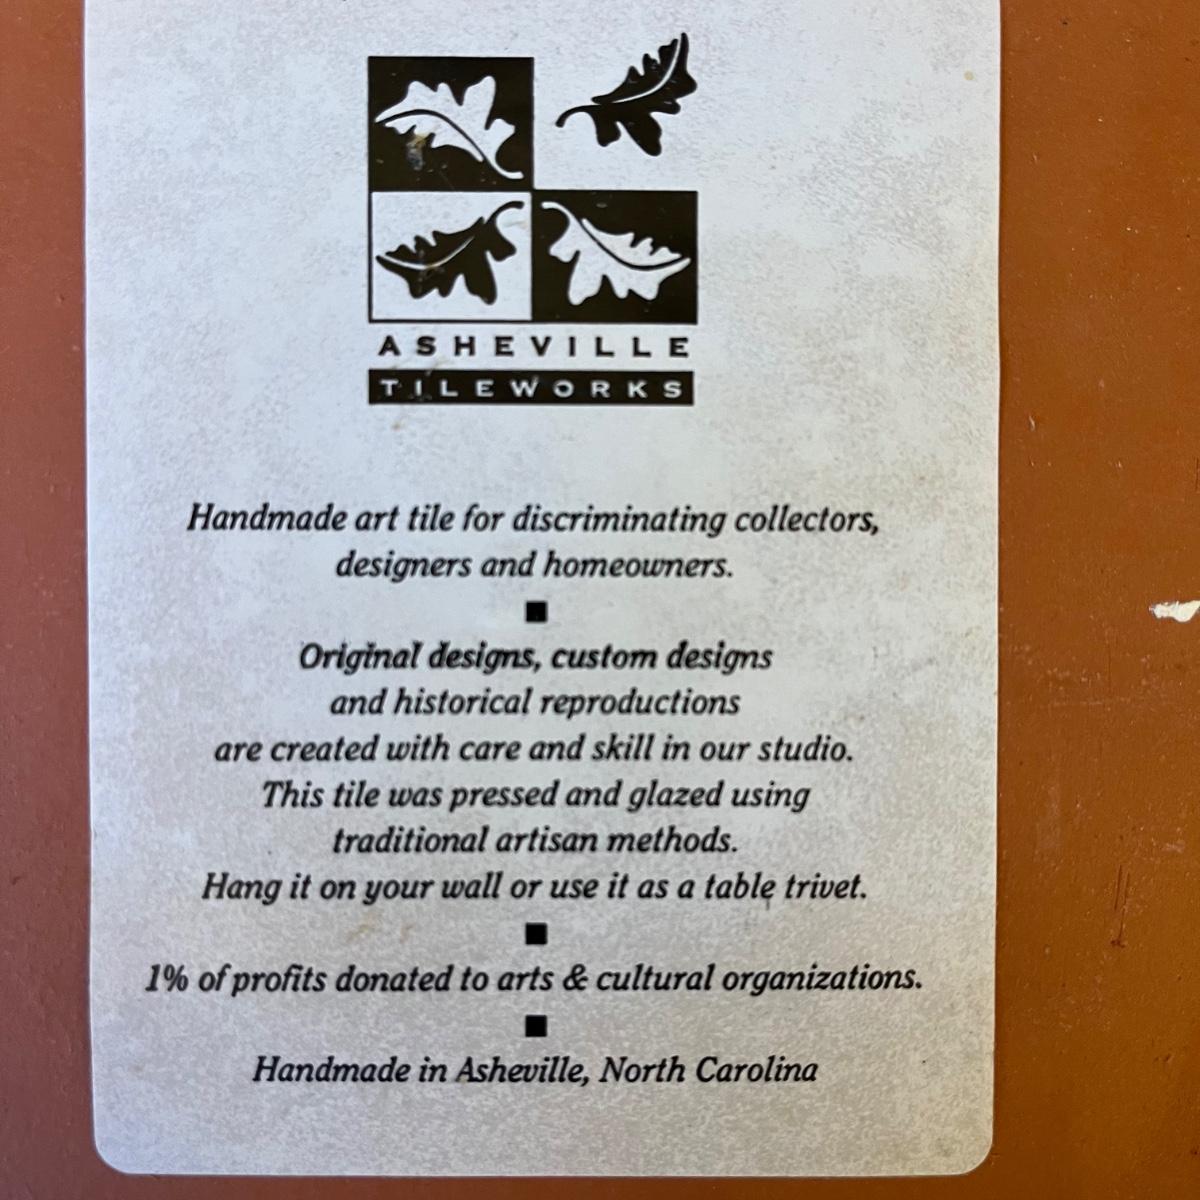 ASHEVILLE
TILEWORKS
Handmade art tile for discriminating collectors,
designers and homeowners.
Original designs, custom designs
and historical reproductions
are created with care and skill in our studio.
This tile was pressed and glazed using
traditional artisan methods.
Hang it on your wall or use it as a table trivet.
1% of profits donated to arts & cultural organizations.
Handmade in Asheville, North Carolina